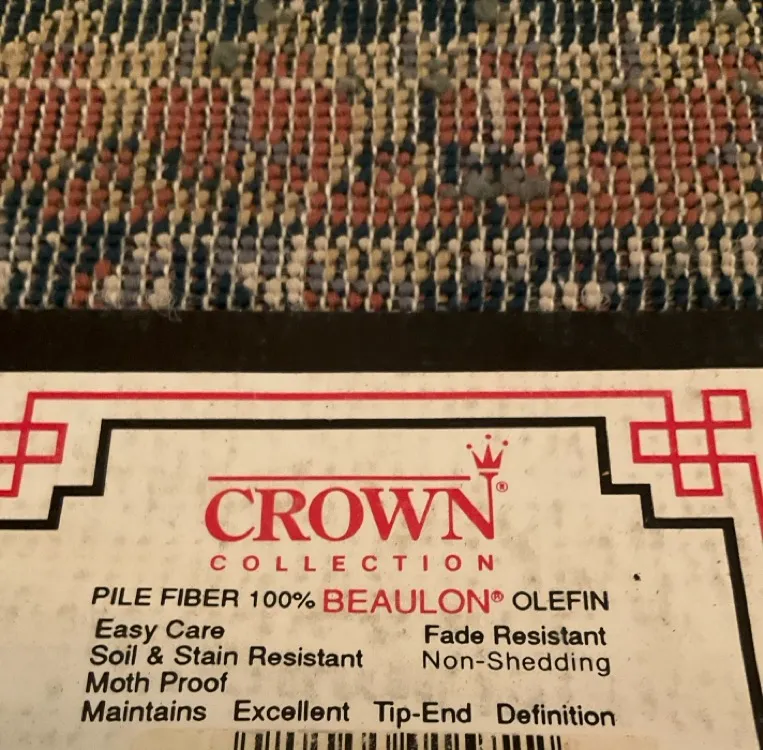 CROWN®
COLLECTION
PILE FIBER 100% BEAULON® OLEFIN
Easy Care Fade Resistant
Soil & Stain Resistant Non-Shedding
Moth Proof
Maintains Excellent Tip-End Definition